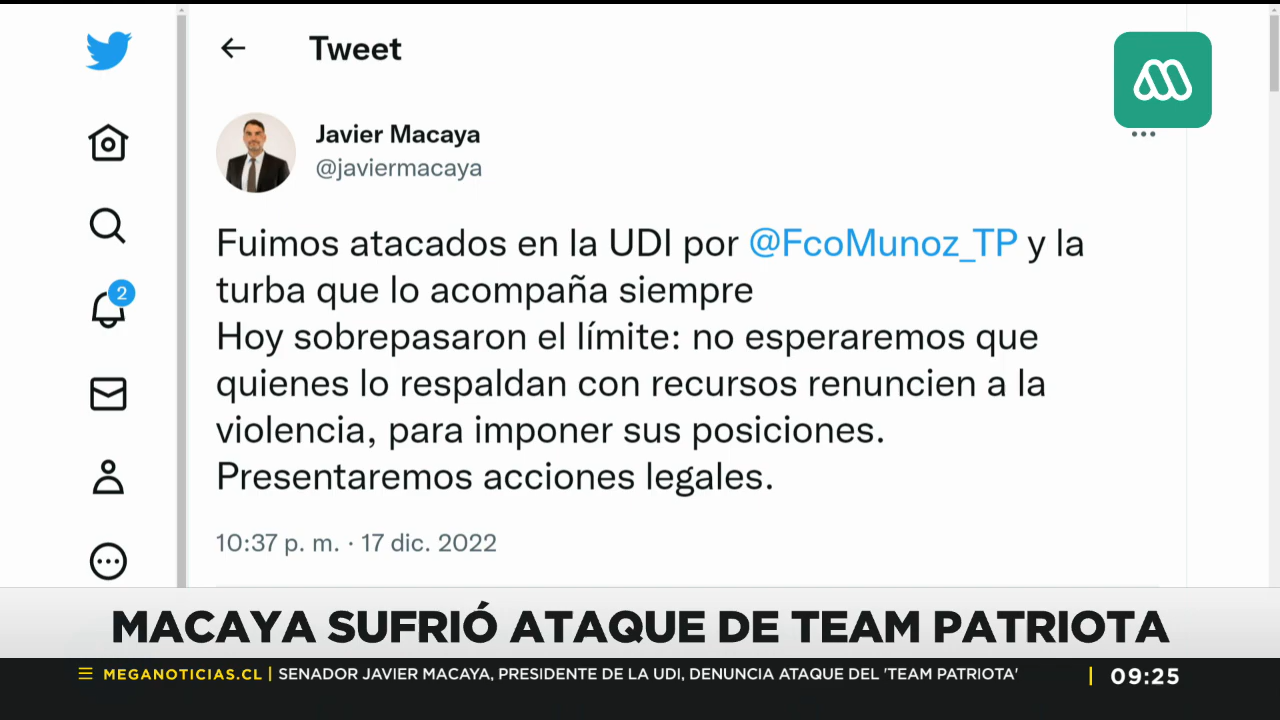 Tweet
Javier Macaya
@javiermacaya
Fuimos atacados en la UDI por @FcoMunoz_TP y la
turba que lo acompaña siempre
Hoy sobrepasaron el límite: no esperaremos que
quienes lo respaldan con recursos renuncien a la
violencia, para imponer sus posiciones.
Presentaremos acciones legales.
10:37 p. m. · 17 dic. 2022
2
MACAYA SUFRIÓ ATAQUE DE TEAM PATRIOTA
MEGANOTICIAS.CL | SENADOR JAVIER MACAYA, PRESIDENTE DE LA UDI, DENUNCIA ATAQUE DEL 'TEAM PATRIOTA' | 09:25